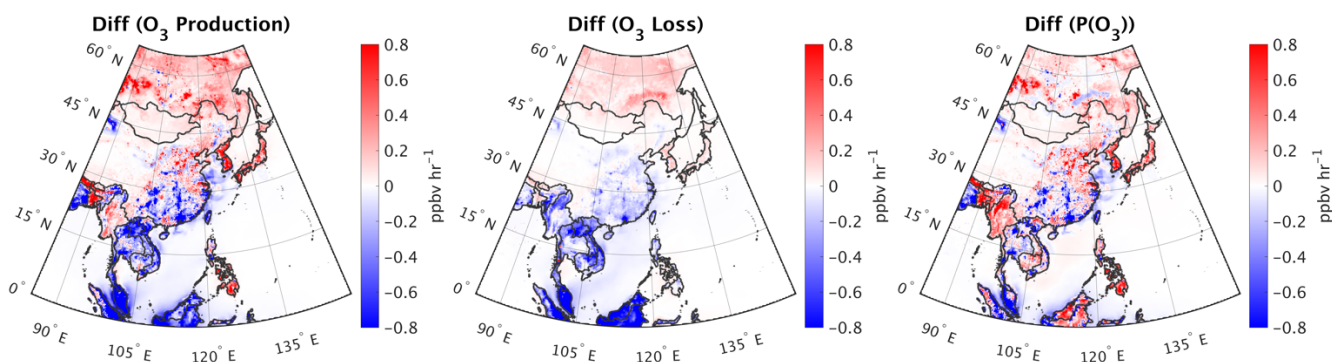 Diff (O₃ Production)
60° N
45° N
30° N
15° N
0°
90° E
105° E
120° E
135° E
0.8
0.6
0.4
0.2
0
−0.2
−0.4
−0.6
−0.8
ppbv hr⁻¹
Diff (O₃ Loss)
60° N
45° N
30° N
15° N
0°
90° E
105° E
120° E
135° E
0.8
0.6
0.4
0.2
0
−0.2
−0.4
−0.6
−0.8
ppbv hr⁻¹
Diff (P(O₃))
60° N
45° N
30° N
15° N
0°
90° E
105° E
120° E
135° E
0.8
0.6
0.4
0.2
0
−0.2
−0.4
−0.6
−0.8
ppbv hr⁻¹